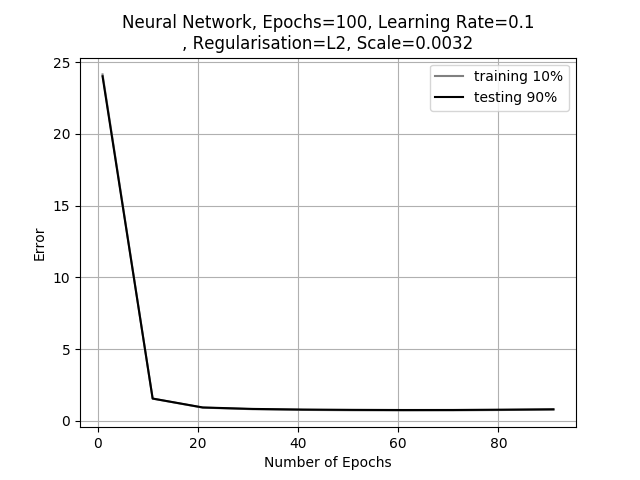 Neural Network, Epochs=100, Learning Rate=0.1
, Regularisation=L2, Scale=0.0032
training 10%
testing 90%
25
20
15
10
5
0
Error
0 20 40 60 80
Number of Epochs